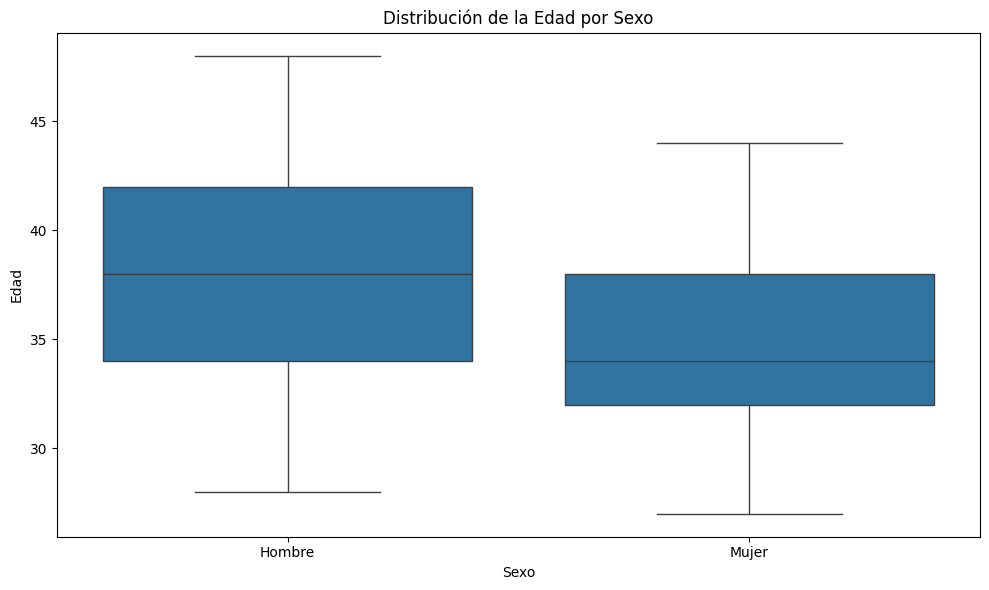 Distribución de la Edad por Sexo
Edad
45
40
35
30
Hombre
Mujer
Sexo